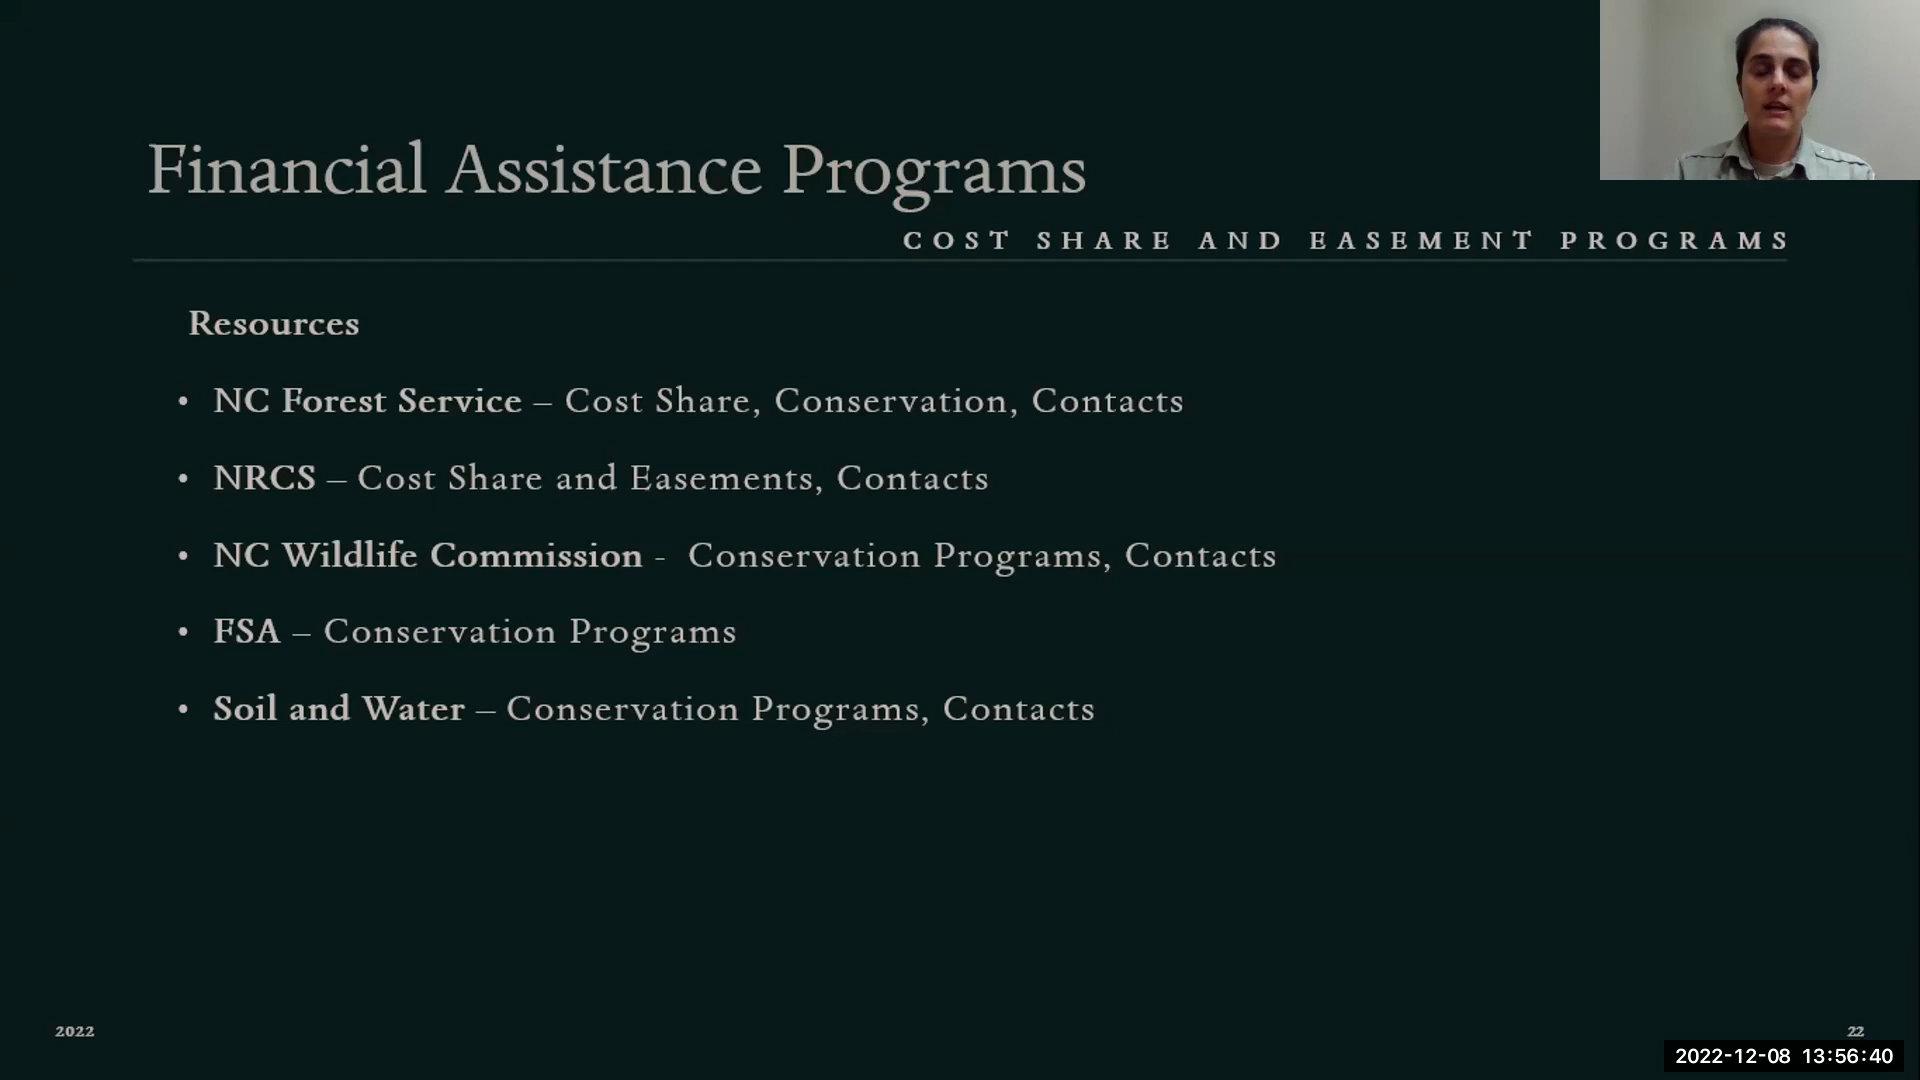 Financial Assistance Programs
COST SHARE AND EASEMENT PROGRAMS
Resources
• NC Forest Service – Cost Share, Conservation, Contacts
• NRCS – Cost Share and Easements, Contacts
• NC Wildlife Commission - Conservation Programs, Contacts
• FSA – Conservation Programs
• Soil and Water – Conservation Programs, Contacts
2022
22
2022-12-08 13:56:40